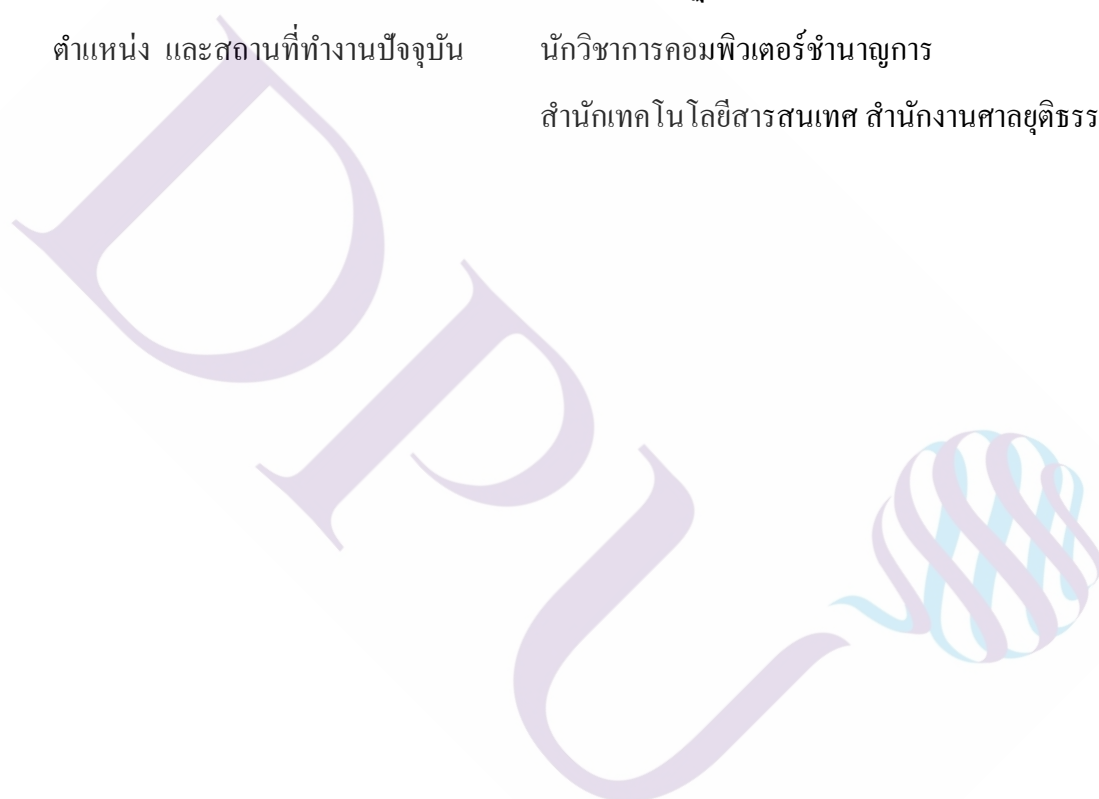 ตำแหน่ง และสถานที่ทำงานปัจจุบัน นักวิชาการคอมพิวเตอร์ชำนาญการ
สำนักเทคโนโลยีสารสนเทศ สำนักงานศาลยุติธรร
DPU